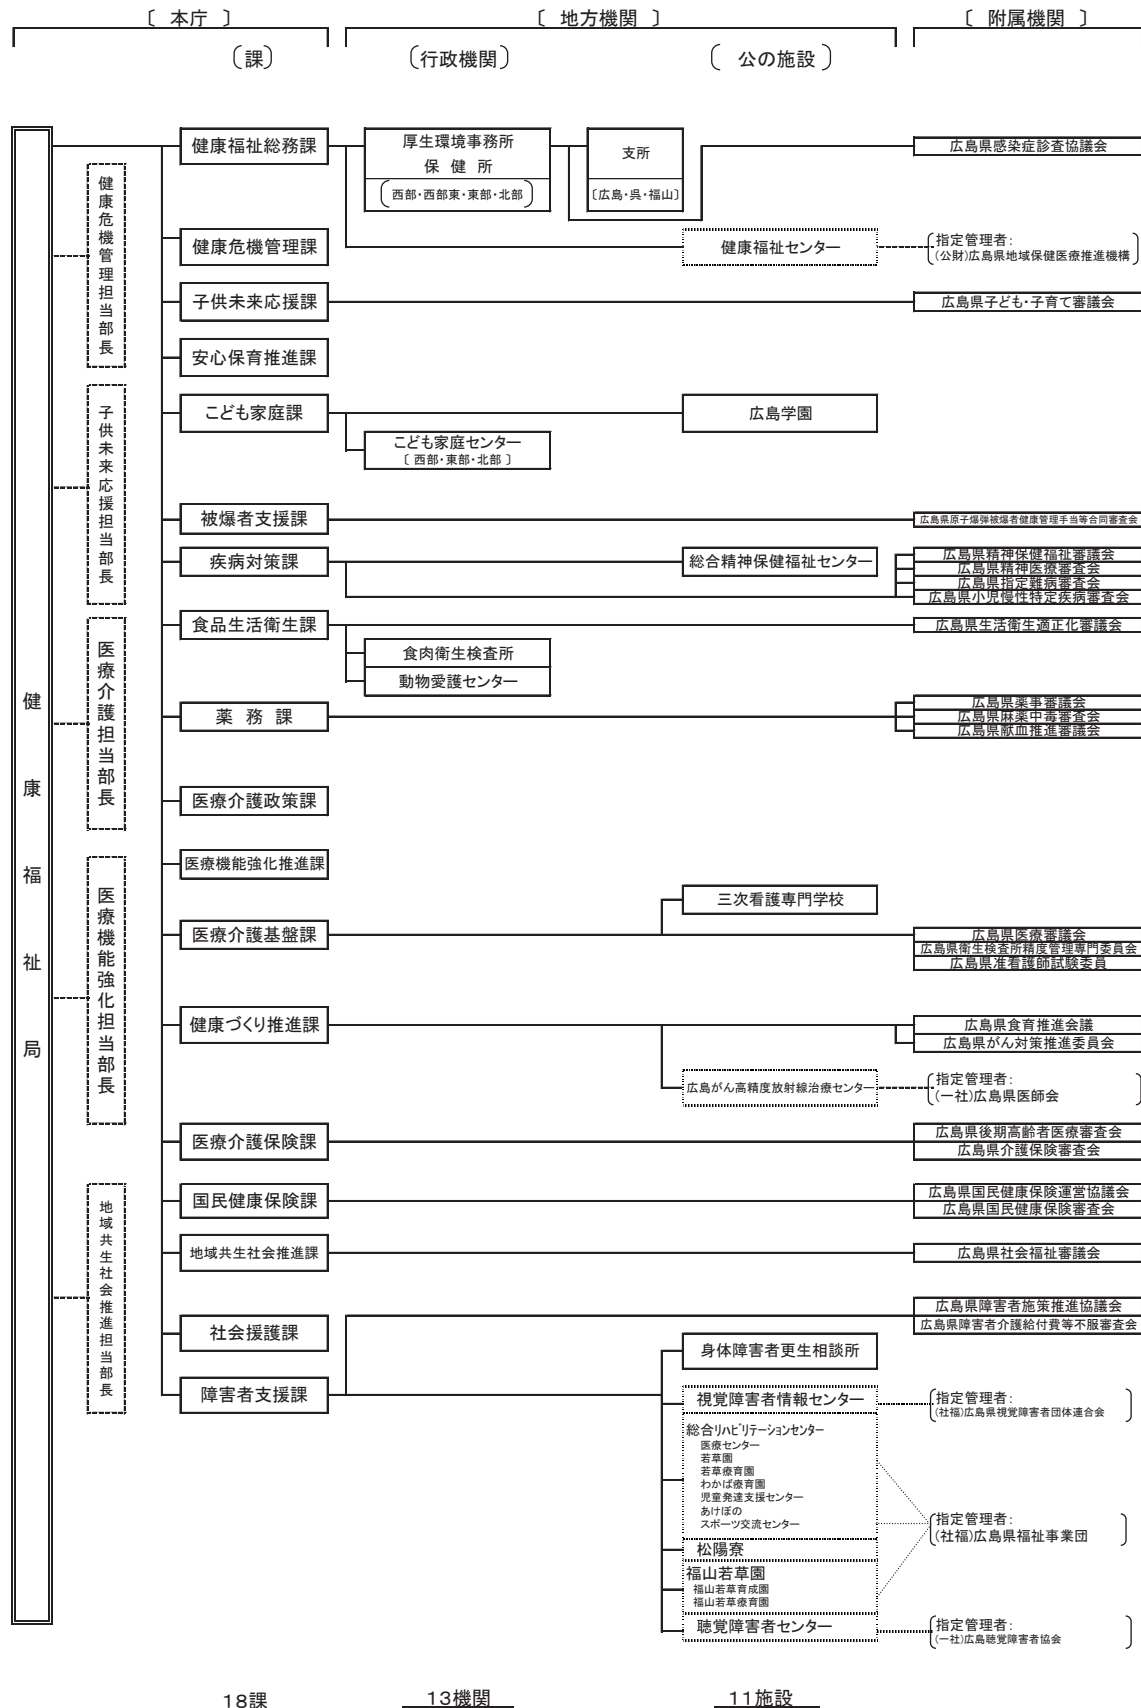 〔 本庁 〕
〔 地方機関 〕
〔 附属機関 〕
〔課〕
〔行政機関〕
〔 公の施設 〕
健康福祉局
健康危機管理担当部長
子供未来応援担当部長
医療介護担当部長
医療機能強化担当部長
地域共生社会推進担当部長
健康福祉総務課
厚生環境事務所
保健所
〔西部・西部東・東部・北部〕
支所
〔広島・呉・福山〕
広島県感染症診査協議会
健康危機管理課
健康福祉センター
指定管理者:
(公財)広島県地域保健医療推進機構
子供未来応援課
広島県子ども・子育て審議会
安心保育推進課
こども家庭課
広島学園
こども家庭センター
〔 西部・東部・北部 〕
被爆者支援課
広島県原子爆弾被爆者健康管理手当等合同審査会
疾病対策課
総合精神保健福祉センター
広島県精神保健福祉審議会
広島県精神医療審査会
広島県指定難病審査会
広島県小児慢性特定疾病審査会
食品生活衛生課
広島県生活衛生適正化審議会
食肉衛生検査所
動物愛護センター
薬務課
広島県薬事審議会
広島県麻薬中毒審査会
広島県献血推進審議会
医療介護政策課
医療機能強化推進課
三次看護専門学校
医療介護基盤課
広島県医療審議会
広島県衛生検査所精度管理専門委員会
広島県准看護師試験委員
健康づくり推進課
広島県食育推進会議
広島県がん対策推進委員会
広島がん高精度放射線治療センター
指定管理者:
(一社)広島県医師会
医療介護保険課
広島県後期高齢者医療審査会
広島県介護保険審査会
国民健康保険課
広島県国民健康保険運営協議会
広島県国民健康保険審査会
地域共生社会推進課
広島県社会福祉審議会
社会援護課
広島県障害者施策推進協議会
広島県障害者介護給付費等不服審査会
障害者支援課
身体障害者更生相談所
視覚障害者情報センター
指定管理者:
(社福)広島県視覚障害者団体連合会
総合リハビリテーションセンター
医療センター
若草園
若草療育園
わかば療育園
児童発達支援センター
あけぼの
スポーツ交流センター
指定管理者:
(社福)広島県福祉事業団
松陽寮
福山若草園
福山若草育成園
福山若草療育園
聴覚障害者センター
指定管理者:
(一社)広島聴覚障害者協会
18課
13機関
11施設